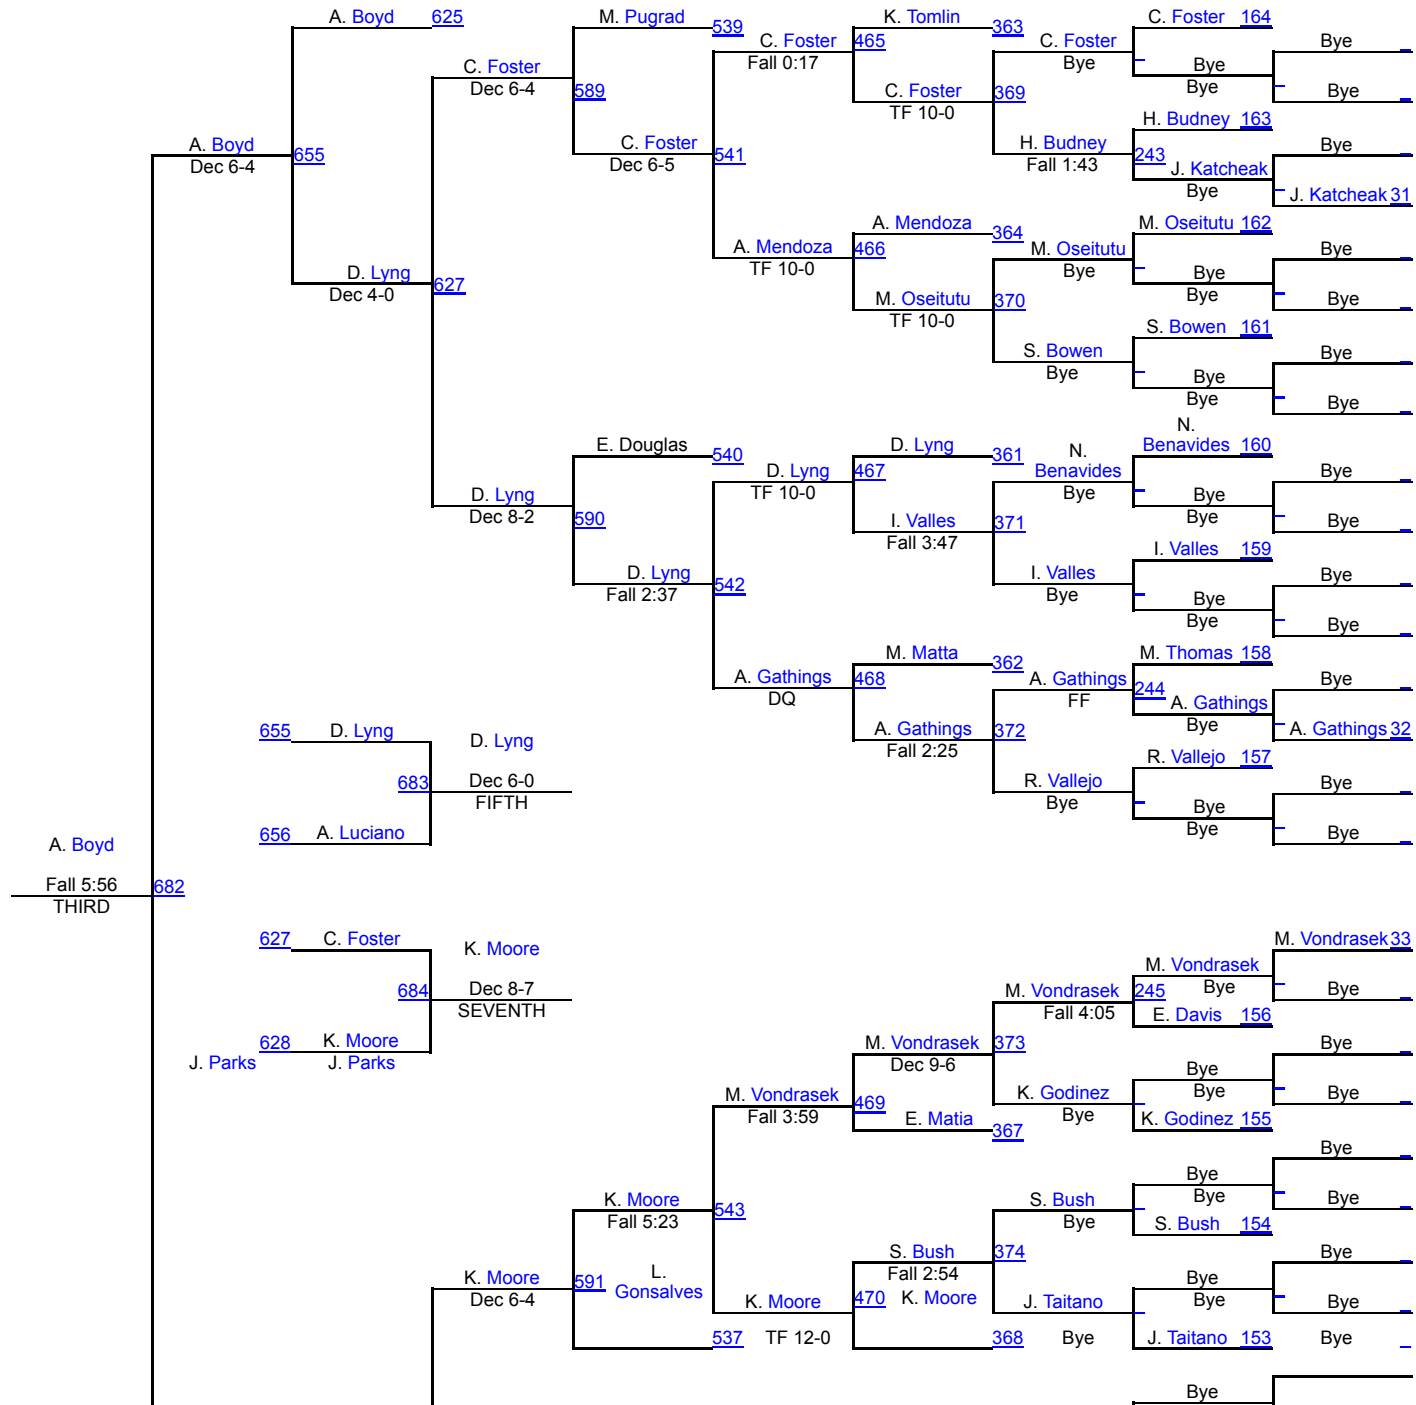 A. Boyd 625 M. Pugrad 539 K. Tomlin 363 C. Foster 164
C. Foster 465 C. Foster Bye
Fall 0:17 Bye Bye
C. Foster Bye
Dec 6-4 589 C. Foster 369 Bye
TF 10-0 H. Budney 163
A. Boyd 655 C. Foster 541 H. Budney 243 Bye
Dec 6-4 Dec 6-5 Fall 1:43 J. Katcheak
Bye J. Katcheak 31
A. Mendoza 364 M. Oseitutu 162
A. Mendoza 466 M. Oseitutu Bye
TF 10-0 Bye
D. Lyng 627 Bye
Dec 4-0 M. Oseitutu 370 Bye Bye
TF 10-0 S. Bowen 161
S. Bowen Bye
Bye Bye
Bye Bye
N.
E. Douglas 540 D. Lyng 361 N. Benavides 160
D. Lyng 467 Benavides Bye
TF 10-0 Bye Bye
D. Lyng Bye
Dec 8-2 590 I. Valles 371 Bye
Fall 3:47 I. Valles 159
D. Lyng 542 I. Valles Bye
Fall 2:37 Bye Bye
Bye Bye
M. Matta 362 M. Thomas 158
A. Gathings 468 A. Gathings 244 Bye
DQ FF A. Gathings
655 D. Lyng D. Lyng A. Gathings 372 Bye A. Gathings 32
Fall 2:25 R. Vallejo 157
683 Dec 6-0 R. Vallejo Bye
FIFTH Bye Bye
656 A. Luciano Bye Bye
A. Boyd
Fall 5:56 682
THIRD
627 C. Foster K. Moore M. Vondrasek 33
M. Vondrasek
684 Dec 8-7 M. Vondrasek 245 Bye Bye
SEVENTH Fall 4:05 E. Davis 156
628 K. Moore M. Vondrasek 373 Bye
J. Parks J. Parks Dec 9-6 Bye
M. Vondrasek 469 K. Godinez Bye Bye
Fall 3:59 E. Matia 367 Bye K. Godinez 155
Bye
Bye
K. Moore 543 S. Bush Bye Bye
Fall 5:23 Bye S. Bush 154
S. Bush 374 Bye
L. Fall 2:54
K. Moore 591 Gonsalves Bye
Dec 6-4 K. Moore 470 K. Moore J. Taitano Bye Bye
537 TF 12-0 368 Bye J. Taitano 153 Bye
Bye